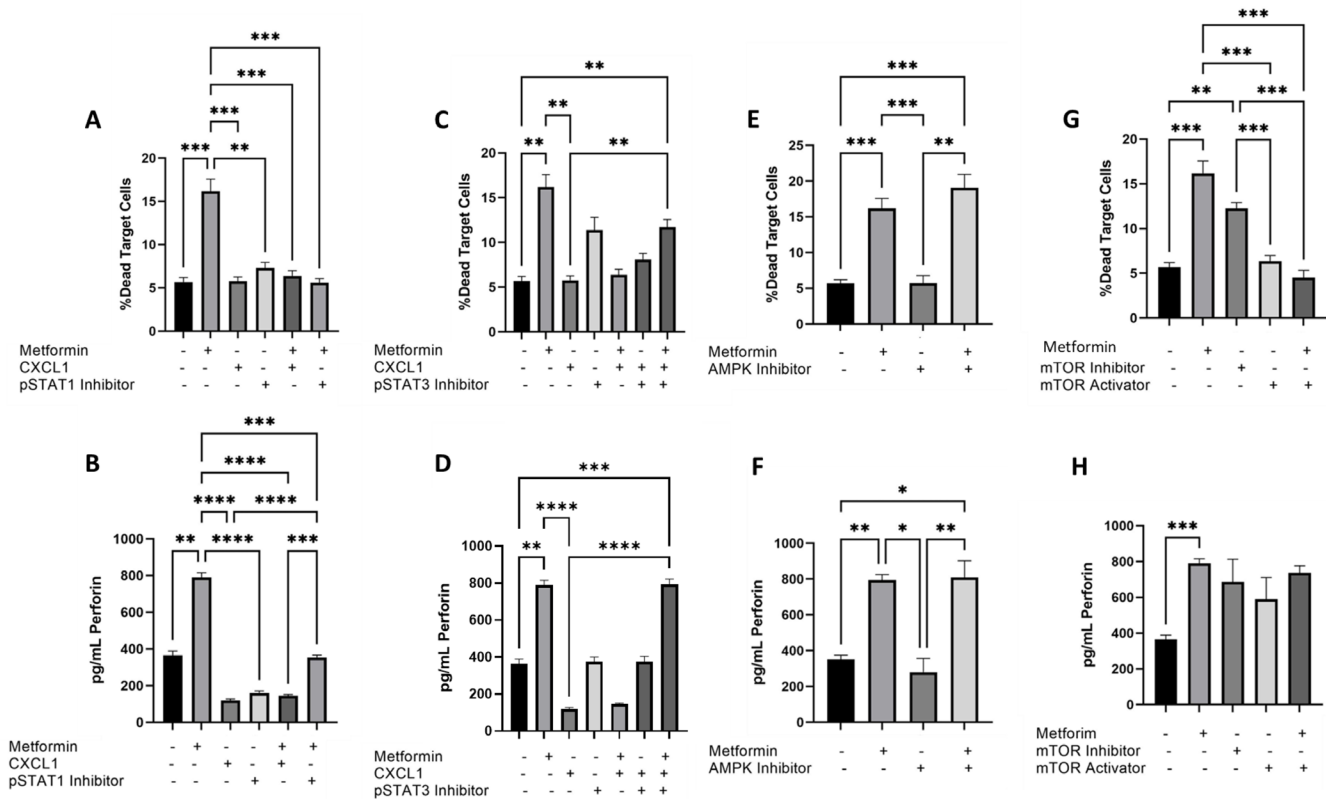 A
***
***
***
*** **
%Dead Target Cells
20
15
10
5
0
Metformin - + - - + +
CXCL1 - - + - + -
pSTAT1 Inhibitor - - - + - +
C
**
**
** **
%Dead Target Cells
20
15
10
5
0
Metformin - + - - + - +
CXCL1 - - + - + + +
pSTAT3 Inhibitor - - - + - + +
E
***
***
*** **
%Dead Target Cells
25
20
15
10
5
0
Metformin - + - +
AMPK Inhibitor - - + +
G
***
***
** ***
*** ***
%Dead Target Cells
20
15
10
5
0
Metformin - + - - +
mTOR Inhibitor - - + - -
mTOR Activator - - - + +
B
***
****
**** ****
** **** ***
pg/mL Perforin
1000
800
600
400
200
0
Metformin - + - - + +
CXCL1 - - + - + -
pSTAT1 Inhibitor - - - + - +
D
***
****
** ****
pg/mL Perforin
1000
800
600
400
200
0
Metformin - + - - + - +
CXCL1 - - + - + + +
pSTAT3 Inhibitor - - - + - + +
F
*
** * **
pg/mL Perforin
1000
800
600
400
200
0
Metformin - + - +
AMPK Inhibitor - - + +
H
***
pg/mL Perforin
1000
800
600
400
200
0
Metforim - + - - +
mTOR Inhibitor - - + - -
mTOR Activator - - - + +